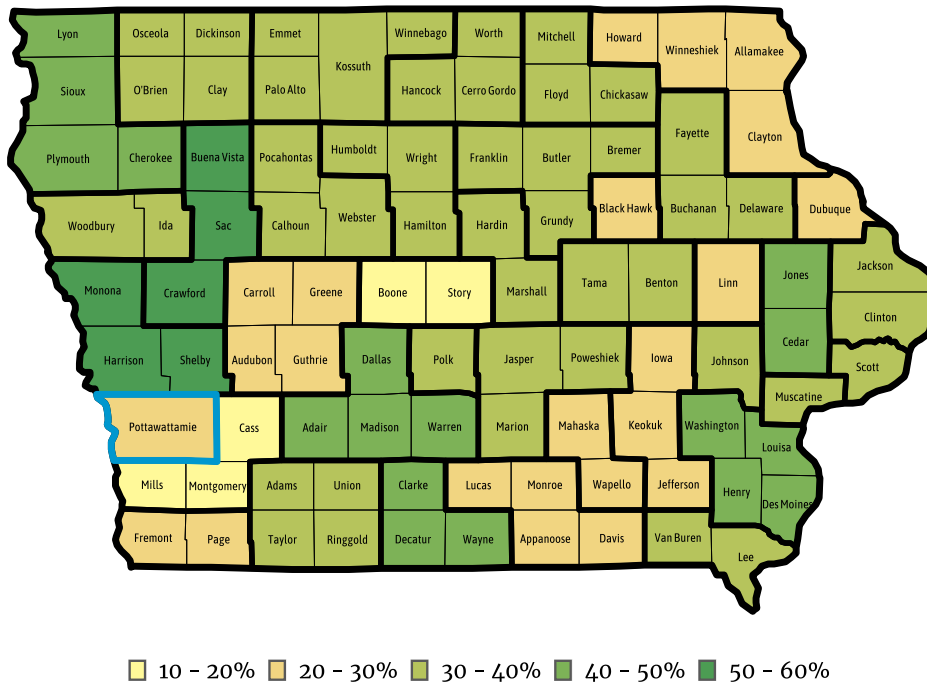 Lyon
Osceola
Dickinson
Emmet
Winnebago
Worth
Mitchell
Howard
Winneshiek
Allamakee
Kossuth
Sioux
O'Brien
Clay
Palo Alto
Hancock
Cerro Gordo
Floyd
Chickasaw
Fayette
Clayton
Plymouth
Cherokee
Buena Vista
Pocahontas
Humboldt
Wright
Franklin
Butler
Bremer
Woodbury
Ida
Sac
Calhoun
Webster
Hamilton
Hardin
Grundy
Black Hawk
Buchanan
Delaware
Dubuque
Monona
Crawford
Carroll
Greene
Boone
Story
Marshall
Tama
Benton
Linn
Jones
Jackson
Clinton
Cedar
Harrison
Shelby
Audubon
Guthrie
Dallas
Polk
Jasper
Poweshiek
Iowa
Johnson
Scott
Muscatine
Pottawattamie
Cass
Adair
Madison
Warren
Marion
Mahaska
Keokuk
Washington
Louisa
Mills
Montgomery
Adams
Union
Clarke
Lucas
Monroe
Wapello
Jefferson
Henry
Des Moines
Fremont
Page
Taylor
Ringgold
Decatur
Wayne
Appanoose
Davis
Van Buren
Lee
10 - 20% 20 - 30% 30 - 40% 40 - 50% 50 - 60%